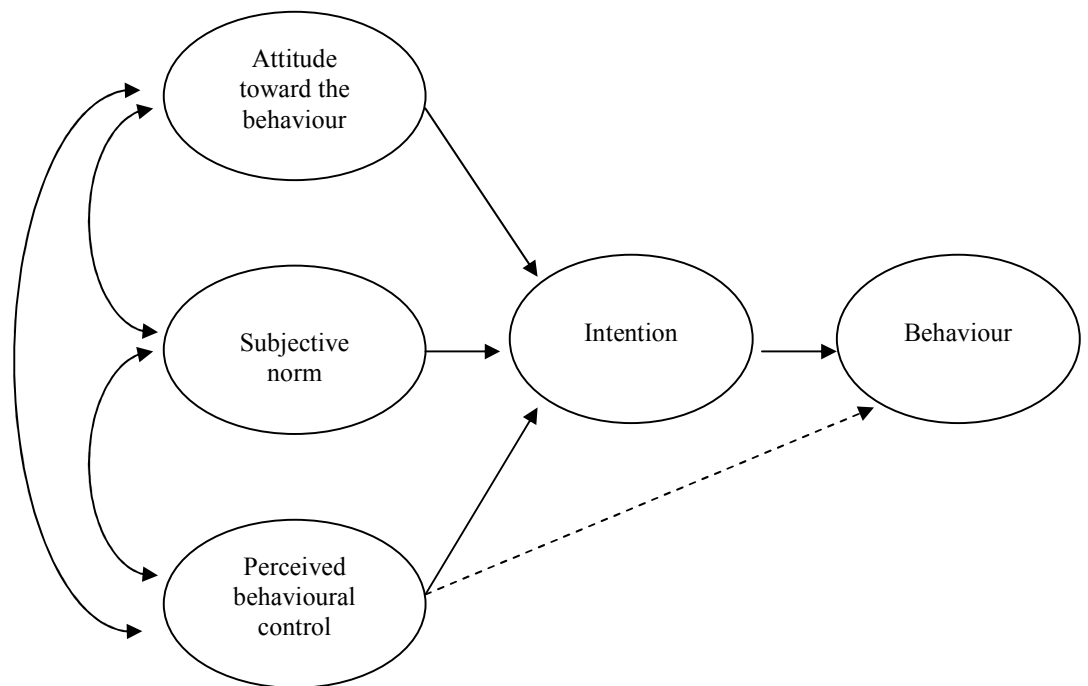 Attitude
toward the
behaviour
Subjective
norm
Intention
Behaviour
Perceived
behavioural
control